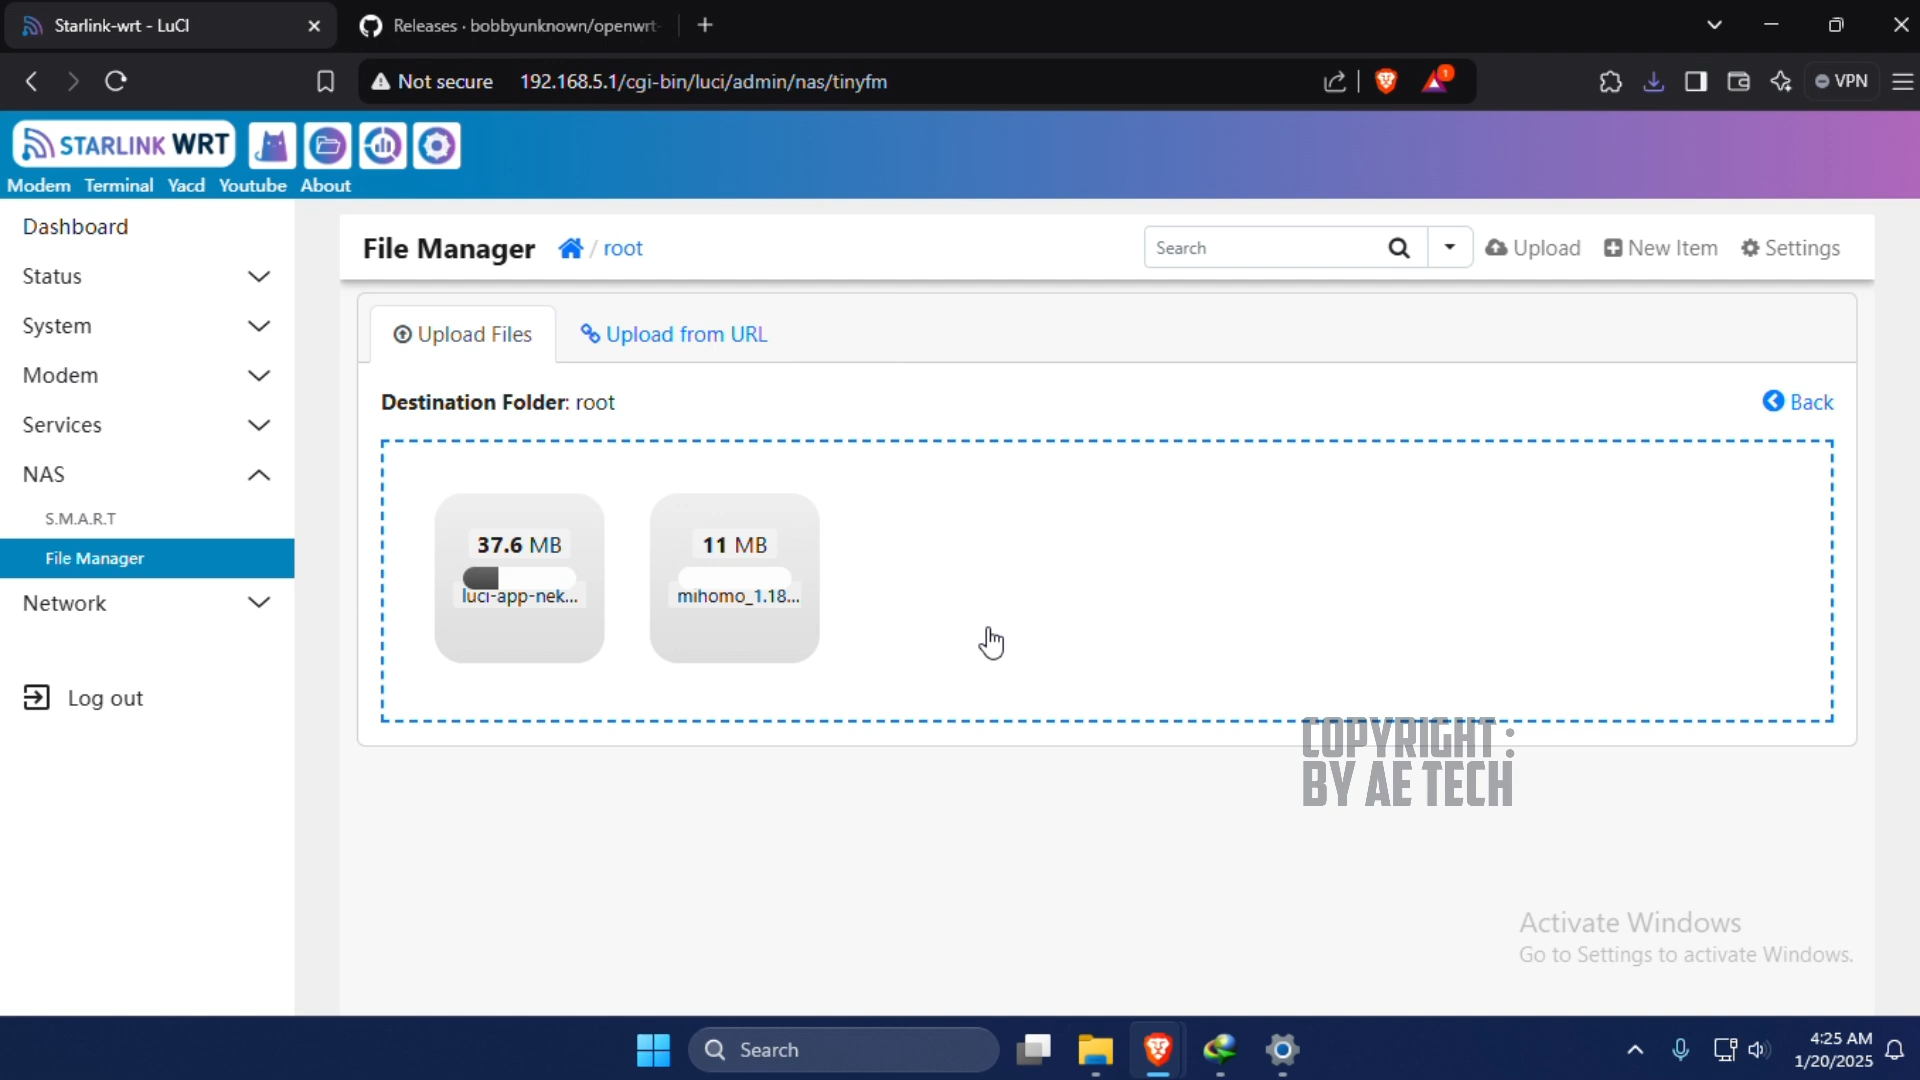 Starlink-wrt - LuCI
Releases · bobbyunknown/openwrt-
Not secure 192.168.5.1/cgi-bin/luci/admin/nas/tinyfm
1
VPN
STARLINK WRT
Modem Terminal Yacd Youtube About
Dashboard
Status
System
Modem
Services
NAS
S.M.A.R.T
File Manager
Network
Log out
File Manager / root
Search
Upload
New Item
Settings
Upload Files
Upload from URL
Destination Folder: root
Back
37.6 MB
luci-app-nek...
11 MB
mihomo_1.18...
COPYRIGHT :
BY AE TECH
Activate Windows
Go to Settings to activate Windows.
Search
4:25 AM
1/20/2025